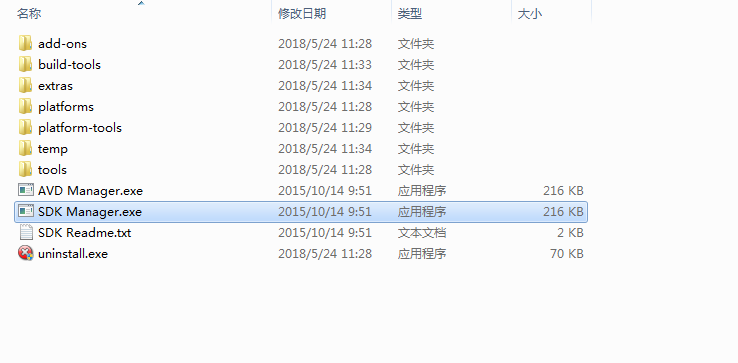 名称 修改日期 类型 大小
add-ons 2018/5/24 11:28 文件夹
build-tools 2018/5/24 11:33 文件夹
extras 2018/5/24 11:34 文件夹
platforms 2018/5/24 11:28 文件夹
platform-tools 2018/5/24 11:29 文件夹
temp 2018/5/24 11:34 文件夹
tools 2018/5/24 11:28 文件夹
AVD Manager.exe 2015/10/14 9:51 应用程序 216 KB
SDK Manager.exe 2015/10/14 9:51 应用程序 216 KB
SDK Readme.txt 2015/10/14 9:51 文本文档 2 KB
uninstall.exe 2018/5/24 11:28 应用程序 70 KB